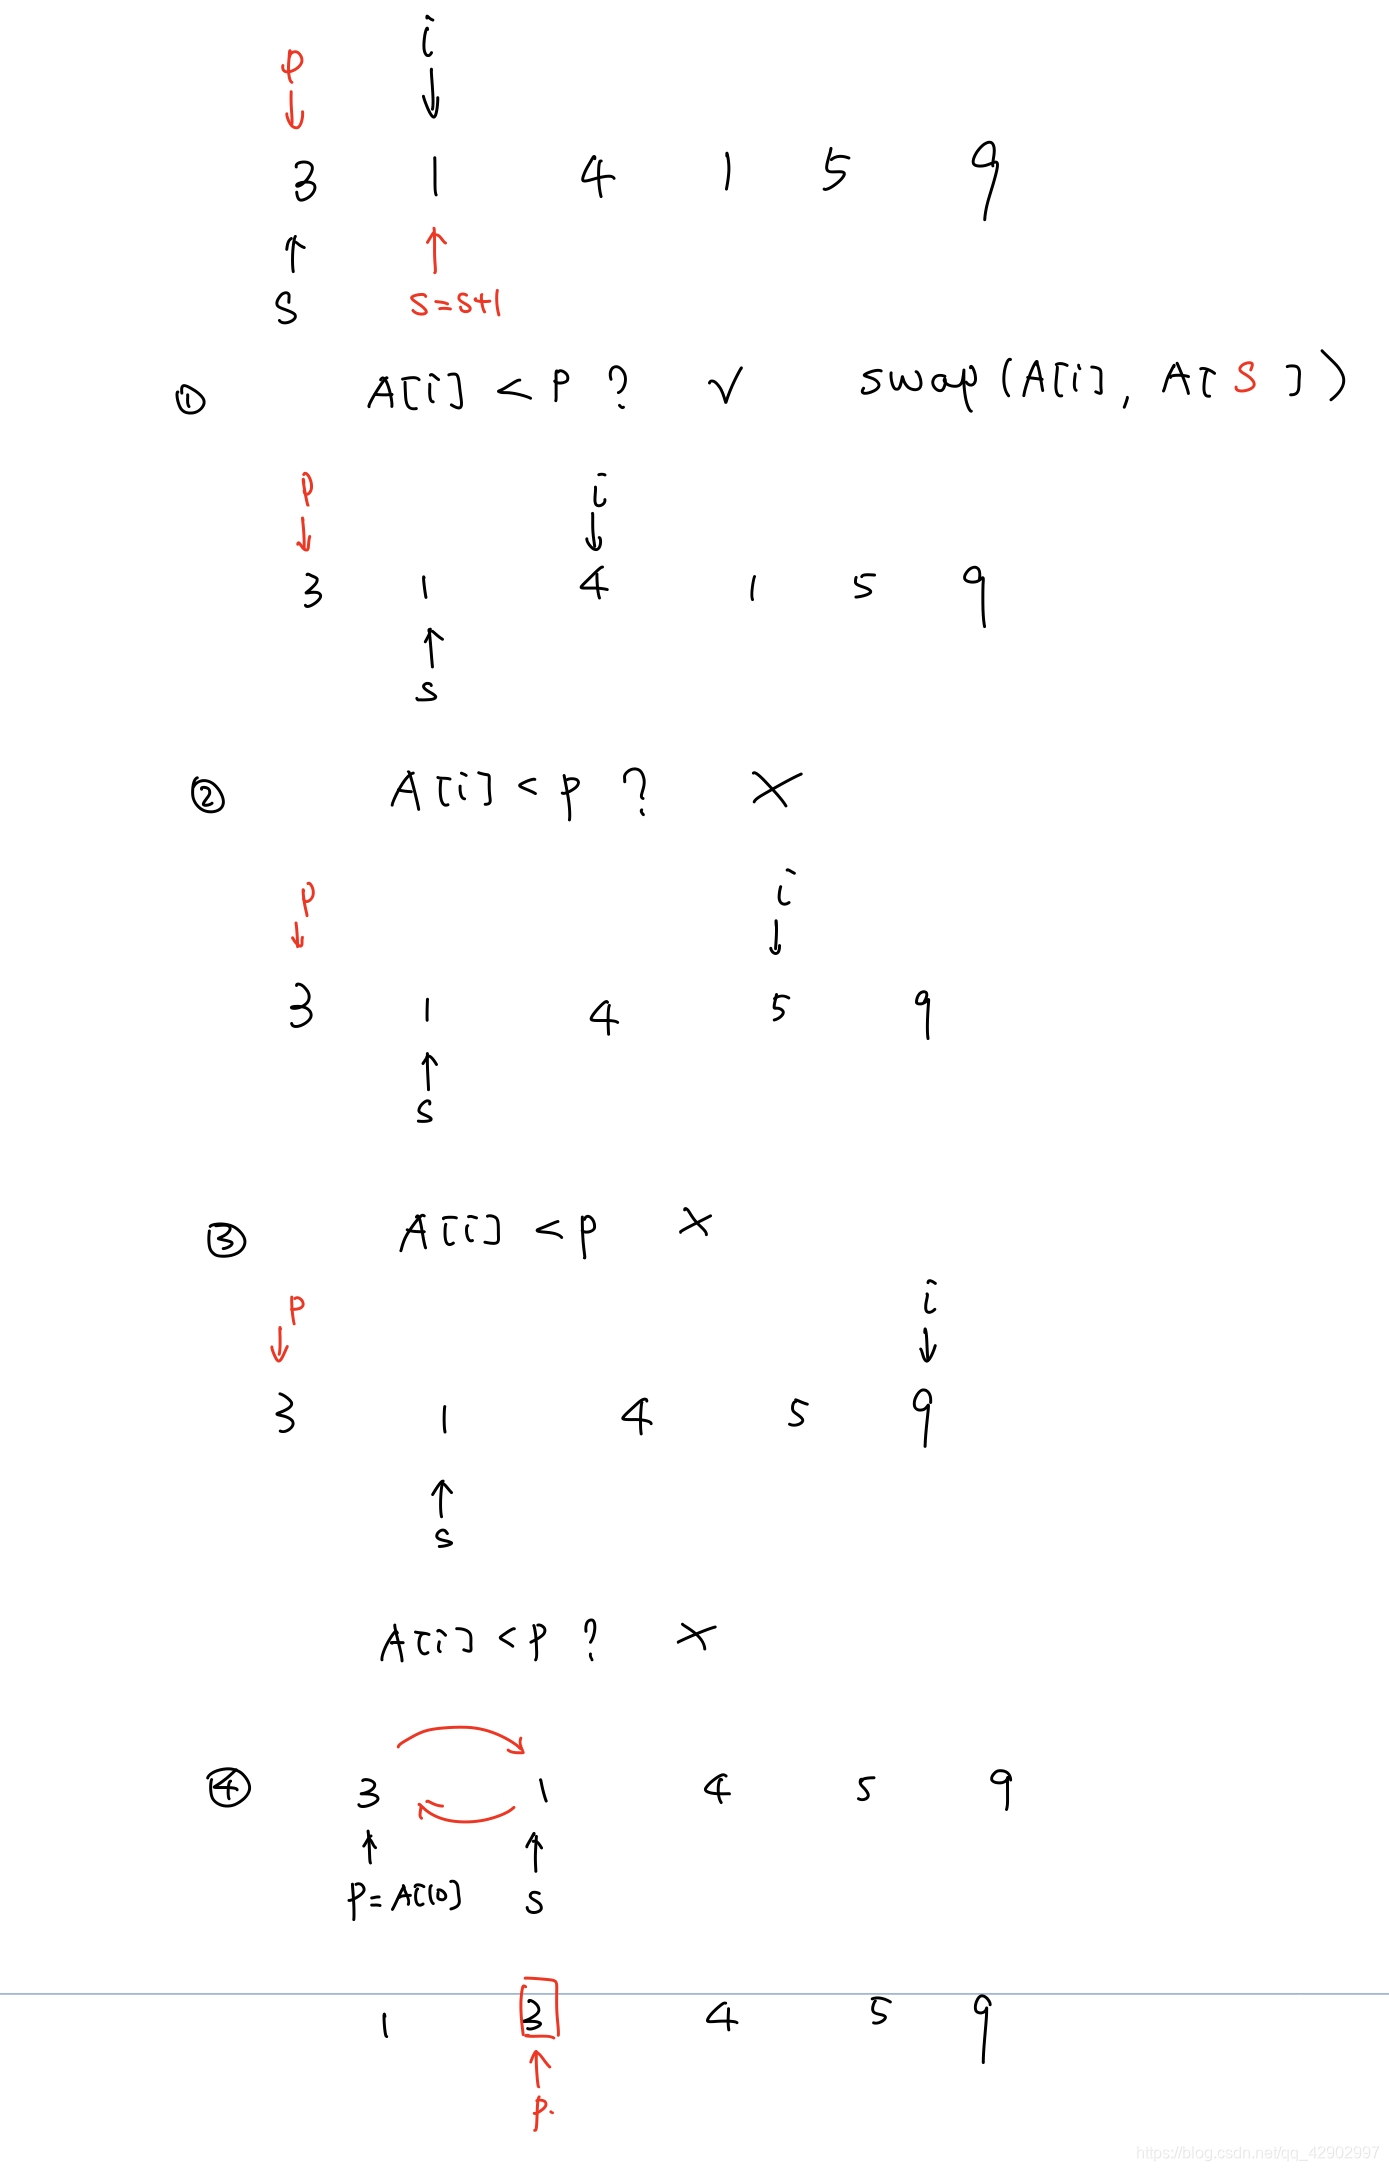 i
p
3 1 4 1 5 9
S s=s+1
① A[i] < P ? √ swap(A[i], A[S])
p i
3 1 4 1 5 9
s
② A[i] < p ? ×
p i
3 1 4 5 9
s
③ A[i] < p ×
p i
3 1 4 5 9
s
A[i] < p ? ×
④ 3 1 4 5 9
P = A[0] s
1 3 4 5 9
p.
https://blog.csdn.net/qq_42902997